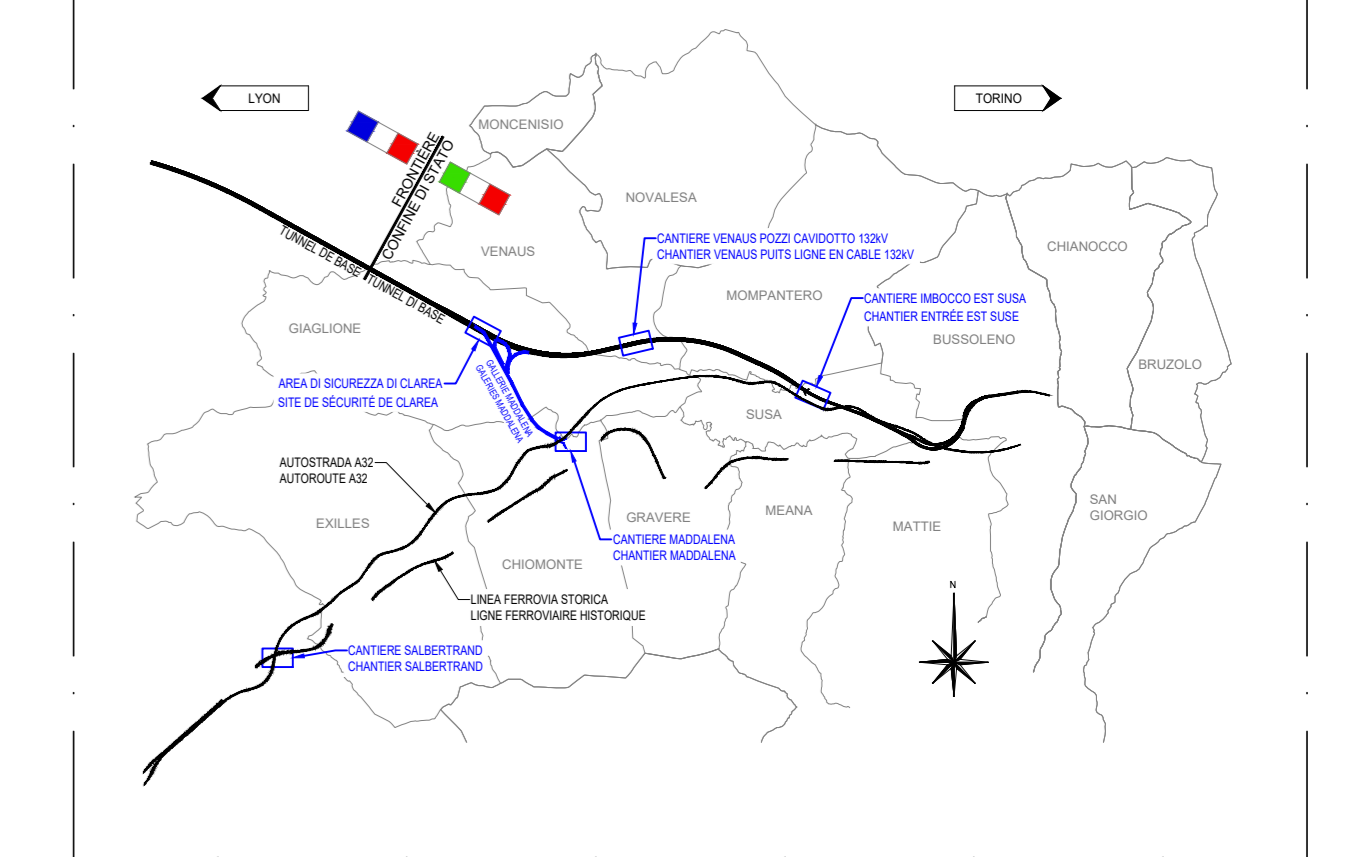 LYON
TORINO
MONCENISIO
FRONTIÈRE
CONFINE DI STATO
NOVALESA
VENAUS
CANTIERE VENAUS POZZI CAVIDOTTO 132kV
CHANTIER VENAUS PUITS LIGNE EN CABLE 132kV
CHIANOCCO
TUNNEL DE BASE
TUNNEL DI BASE
MOMPANTERO
CANTIERE IMBOCCO EST SUSA
CHANTIER ENTRÉE EST SUSE
GIAGLIONE
BUSSOLENO
BRUZOLO
AREA DI SICUREZZA DI CLAREA
SITE DE SÉCURITÉ DE CLAREA
GALLERIE MADDALENA
GALERIES MADDALENA
SUSA
AUTOSTRADA A32
AUTOROUTE A32
EXILLES
GRAVERE
MEANA
MATTIE
SAN
GIORGIO
CANTIERE MADDALENA
CHANTIER MADDALENA
CHIOMONTE
N
LINEA FERROVIA STORICA
LIGNE FERROVIAIRE HISTORIQUE
CANTIERE SALBERTRAND
CHANTIER SALBERTRAND